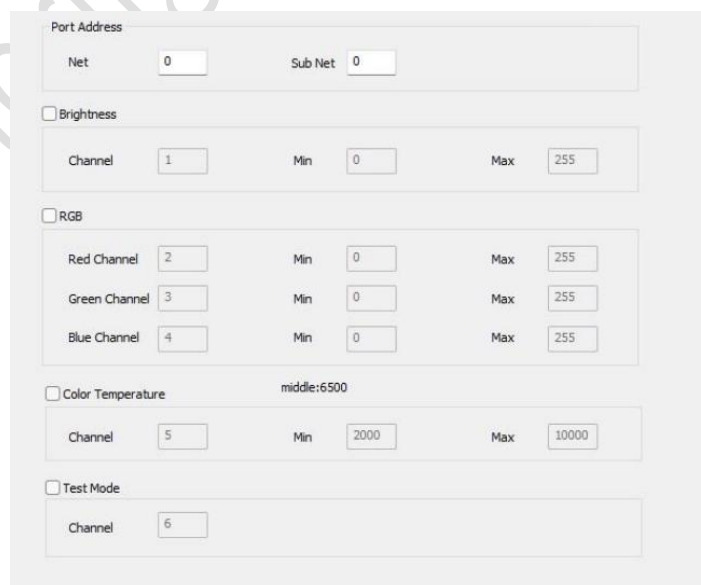 Port Address
Net 0 Sub Net 0
Brightness
Channel 1 Min 0 Max 255
RGB
Red Channel 2 Min 0 Max 255
Green Channel 3 Min 0 Max 255
Blue Channel 4 Min 0 Max 255
Color Temperature middle:6500
Channel 5 Min 2000 Max 10000
Test Mode
Channel 6